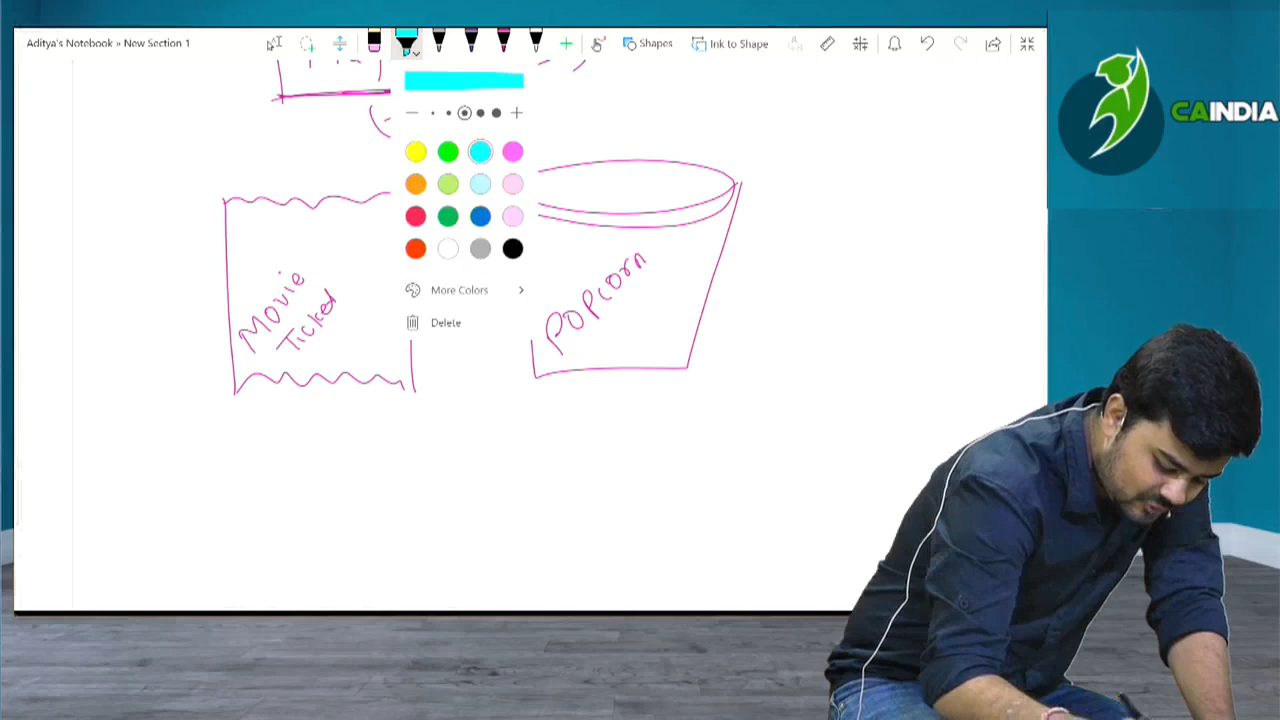 Aditya's Notebook » New Section 1
Shapes
Ink to Shape
CAINDIA
More Colors
Delete
Movie
Ticket
Popcorn